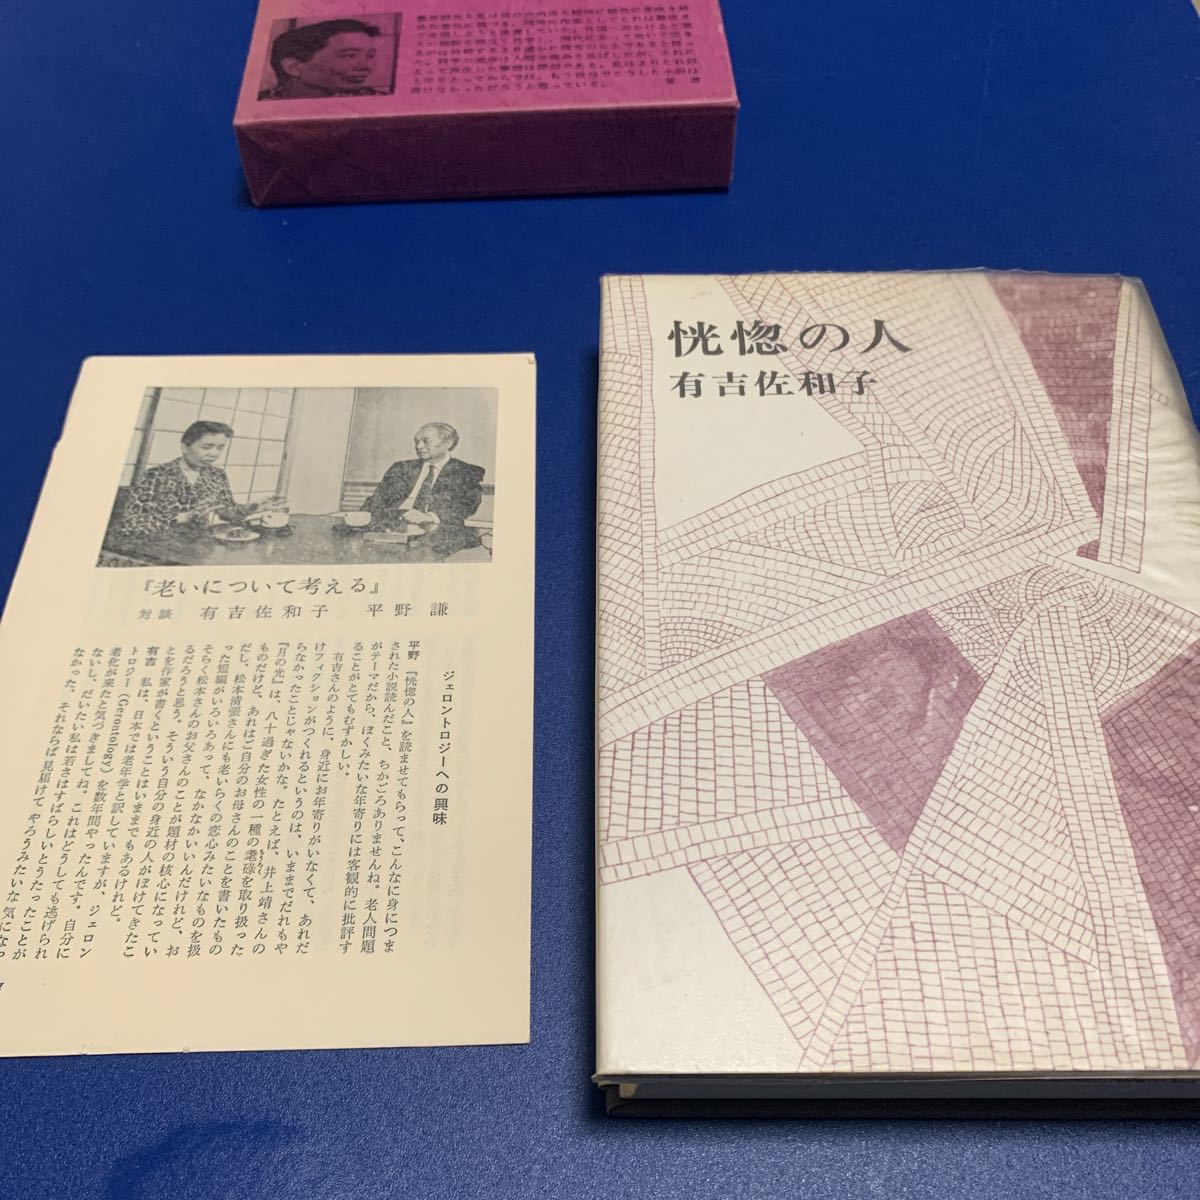 恍惚の人
有吉佐和子
『老いについて考える』
対談　有吉佐和子　平野謙
ジェロントロジーへの興味
平野　『恍惚の人』を読ませてもらって、こんなに身につま
された小説読んだこと、ちかごろありませんね。老人問題
がテーマだから、ぼくみたいな年寄りには客観的に批評す
ることがとてもむずかしい。
有吉さんのように、身近にお年寄りがいなくて、あれだ
けフィクションがつくれるというのは、いままでだれもや
らなかったことじゃないかな。たとえば、井上靖さんの
『月の光』は、八十過ぎた女性の一種の耄碌を取り扱った
ものだけど、あれはご自分のお母さんのことを書いたもの
だし、松本清張さんにも老いらくの恋心みたいなものを扱
った短編がいろいろあって、なかなかいいんだけれど、お
そらく松本さんのお父さんのことが題材の核心になってい
るだろうと思う。そういう自分の身近の人がぼけてきたこ
とを作家が書くということはいままでもあるけれど。
有吉　私は、日本では老年学と訳していますが、ジェロン
トロジー(Gerontology)を数年間やったんです。自分に
老化が来たと気づきましてね。これはどうしても逃げられ
ないし、だいたい私は若さはすばらしいとうたったことが
なかった。それならば見届けてやろうみたいな気になっ